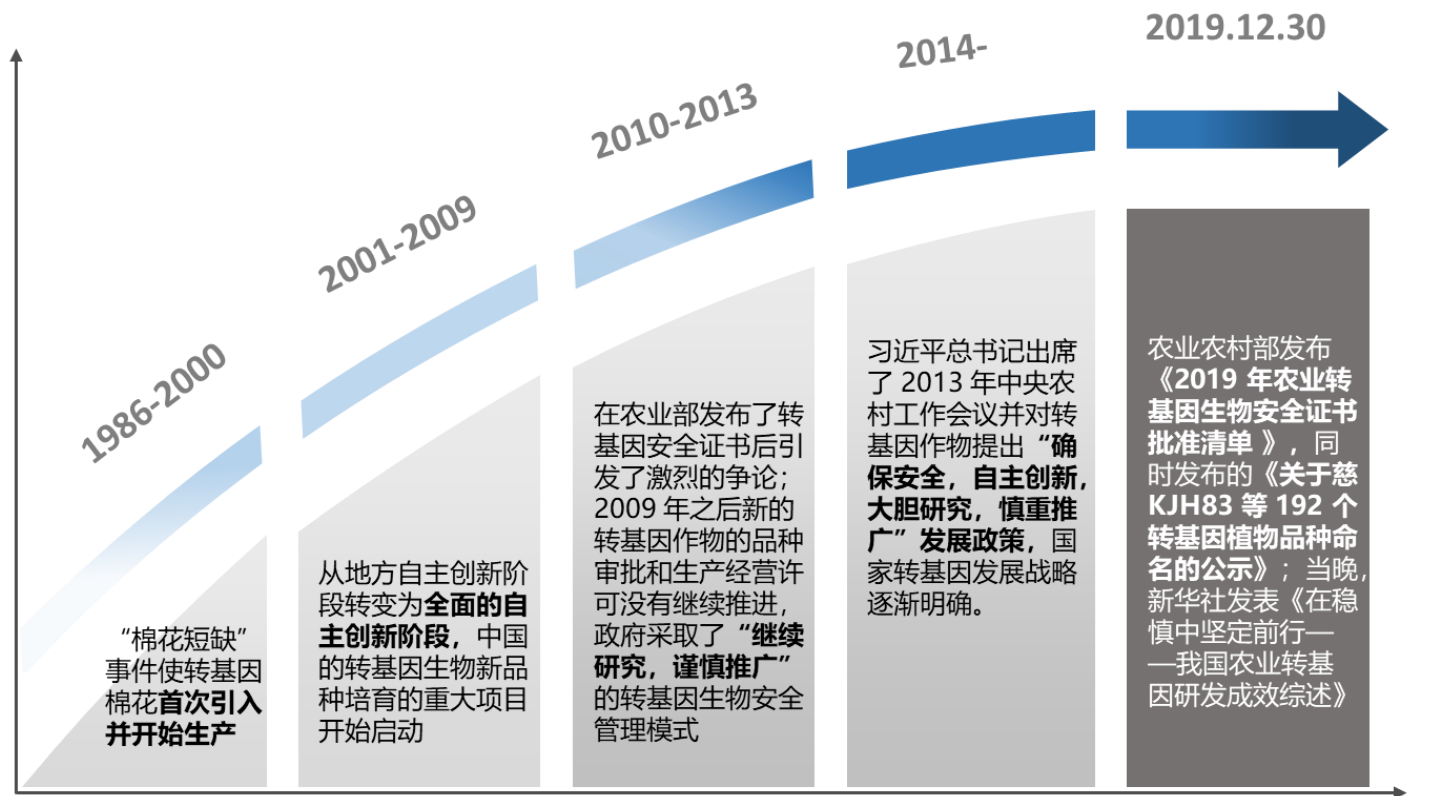 1986-2000
“棉花短缺”
事件使转基因
棉花首次引入
并开始生产
2001-2009
从地方自主创新阶
段转变为全面的自
主创新阶段，中国
的转基因生物新品
种培育的重大项目
开始启动
2010-2013
在农业部发布了转
基因安全证书后引
发了激烈的争论；
2009 年之后新的
转基因作物的品种
审批和生产经营许
可没有继续推进，
政府采取了“继续
研究，谨慎推广”
的转基因生物安全
管理模式
2014-
习近平总书记出席
了 2013 年中央农
村工作会议并对转
基因作物提出“确
保安全，自主创新，
大胆研究，慎重推
广”发展政策，国
家转基因发展战略
逐渐明确。
2019.12.30
农业农村部发布
《2019 年农业转
基因生物安全证书
批准清单 》，同
时发布的《关于慈
KJH83 等 192 个
转基因植物品种命
名的公示》；当晚，
新华社发表《在稳
慎中坚定前行—
—我国农业转基
因研发成效综述》